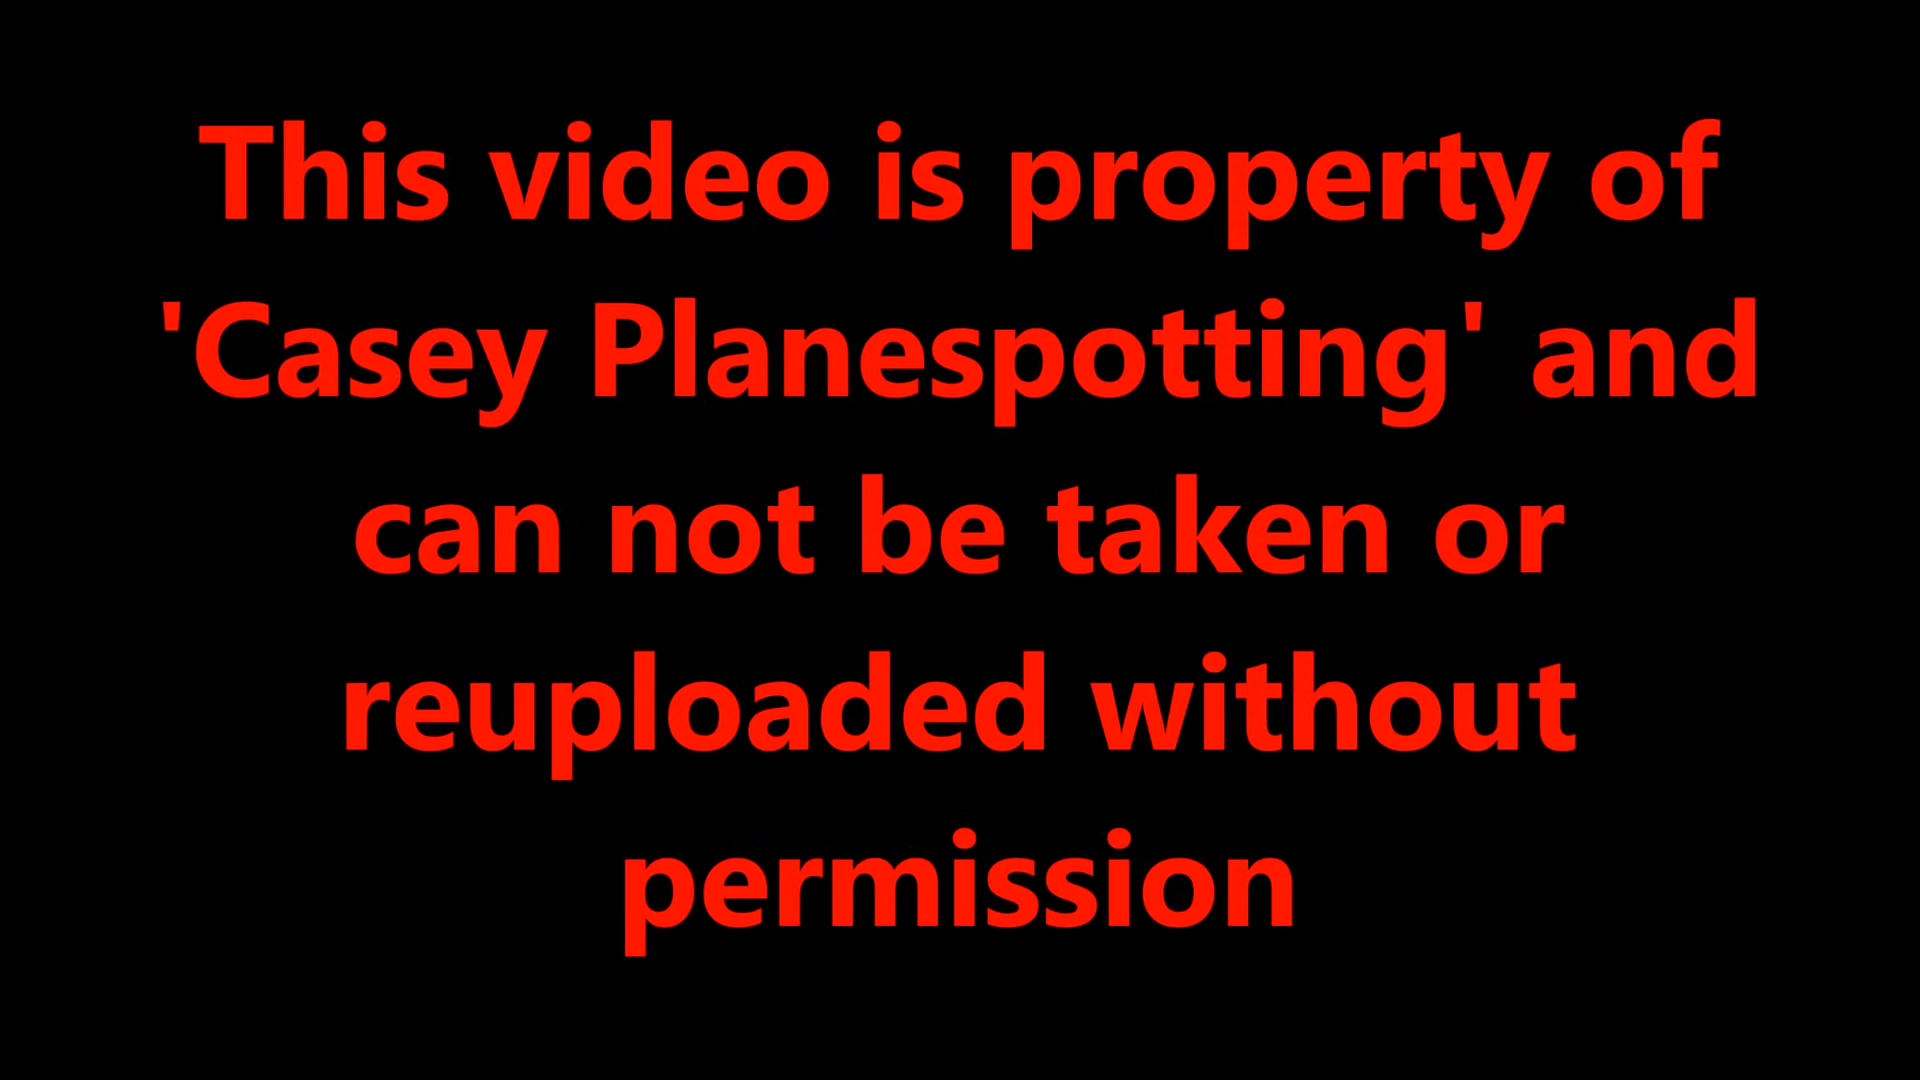 This video is property of
'Casey Planespotting' and
can not be taken or
reuploaded without
permission